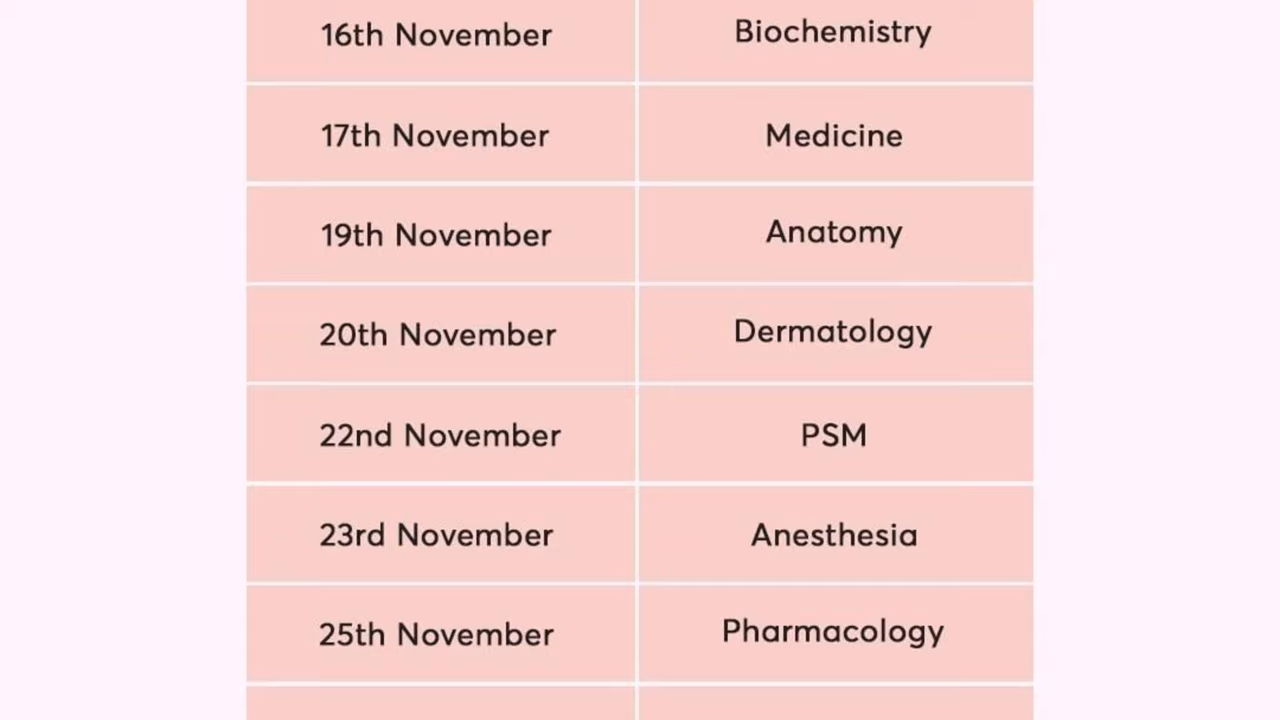 16th November Biochemistry
17th November Medicine
19th November Anatomy
20th November Dermatology
22nd November PSM
23rd November Anesthesia
25th November Pharmacology